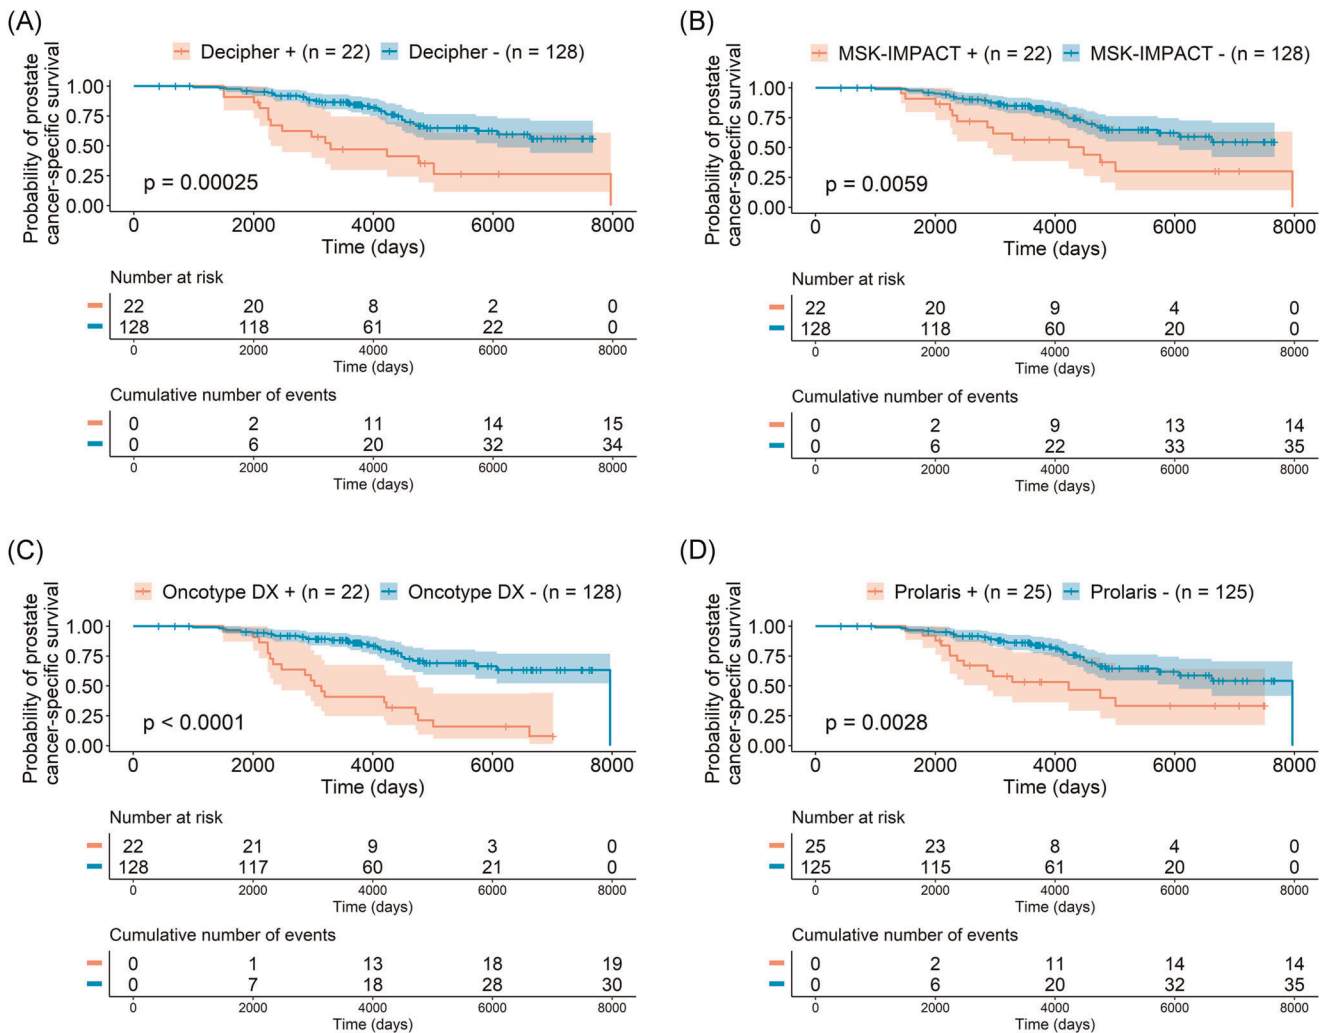 (A)
Decipher + (n = 22) Decipher - (n = 128)
Probability of prostate
cancer-specific survival
1.00
0.75
0.50
0.25
0.00
p = 0.00025
0 2000 4000 6000 8000
Time (days)
Number at risk
22 20 8 2 0
128 118 61 22 0
0 2000 4000 6000 8000
Time (days)
Cumulative number of events
0 2 11 14 15
0 6 20 32 34
0 2000 4000 6000 8000
Time (days)
(B)
MSK-IMPACT + (n = 22) MSK-IMPACT - (n = 128)
Probability of prostate
cancer-specific survival
1.00
0.75
0.50
0.25
0.00
p = 0.0059
0 2000 4000 6000 8000
Time (days)
Number at risk
22 20 9 4 0
128 118 60 20 0
0 2000 4000 6000 8000
Time (days)
Cumulative number of events
0 2 9 13 14
0 6 22 33 35
0 2000 4000 6000 8000
Time (days)
(C)
Oncotype DX + (n = 22) Oncotype DX - (n = 128)
Probability of prostate
cancer-specific survival
1.00
0.75
0.50
0.25
0.00
p < 0.0001
0 2000 4000 6000 8000
Time (days)
Number at risk
22 21 9 3 0
128 117 60 21 0
0 2000 4000 6000 8000
Time (days)
Cumulative number of events
0 1 13 18 19
0 7 18 28 30
0 2000 4000 6000 8000
Time (days)
(D)
Prolaris + (n = 25) Prolaris - (n = 125)
Probability of prostate
cancer-specific survival
1.00
0.75
0.50
0.25
0.00
p = 0.0028
0 2000 4000 6000 8000
Time (days)
Number at risk
25 23 8 4 0
125 115 61 20 0
0 2000 4000 6000 8000
Time (days)
Cumulative number of events
0 2 11 14 14
0 6 20 32 35
0 2000 4000 6000 8000
Time (days)